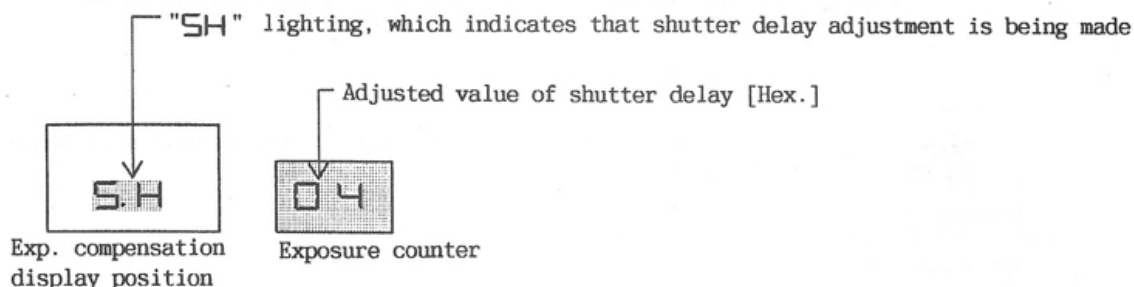 "SH" lighting, which indicates that shutter delay adjustment is being made
Adjusted value of shutter delay [Hex.]
S.H
04
Exp. compensation
display position
Exposure counter